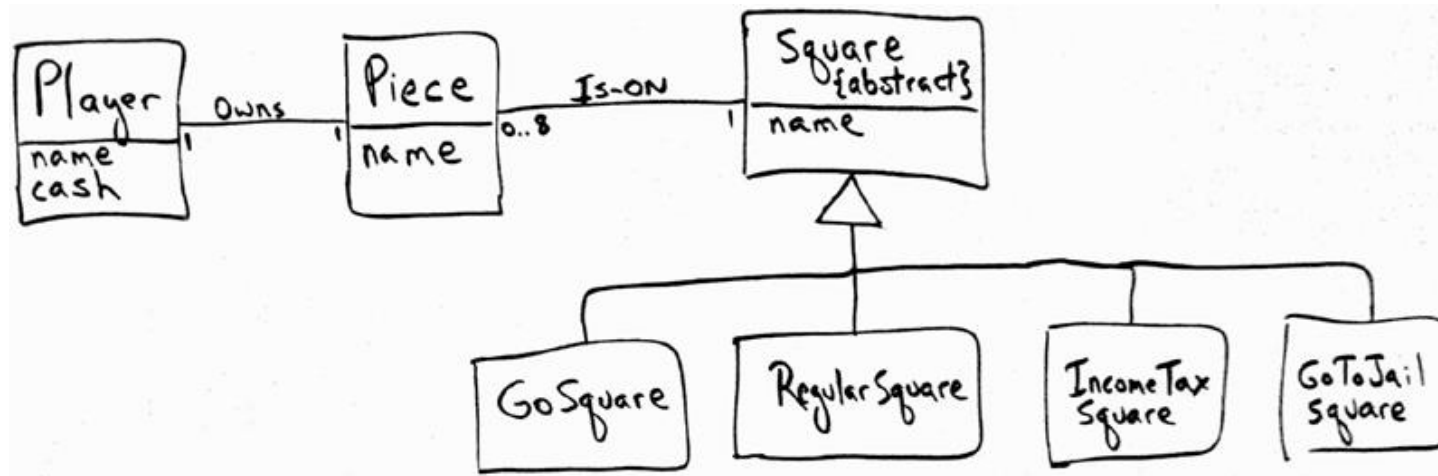 Player
name
cash
Owns
1
1
Piece
name
Is-ON
0..8
1
Square
{abstract}
name
GoSquare
RegularSquare
IncomeTax
Square
GoToJail
Square